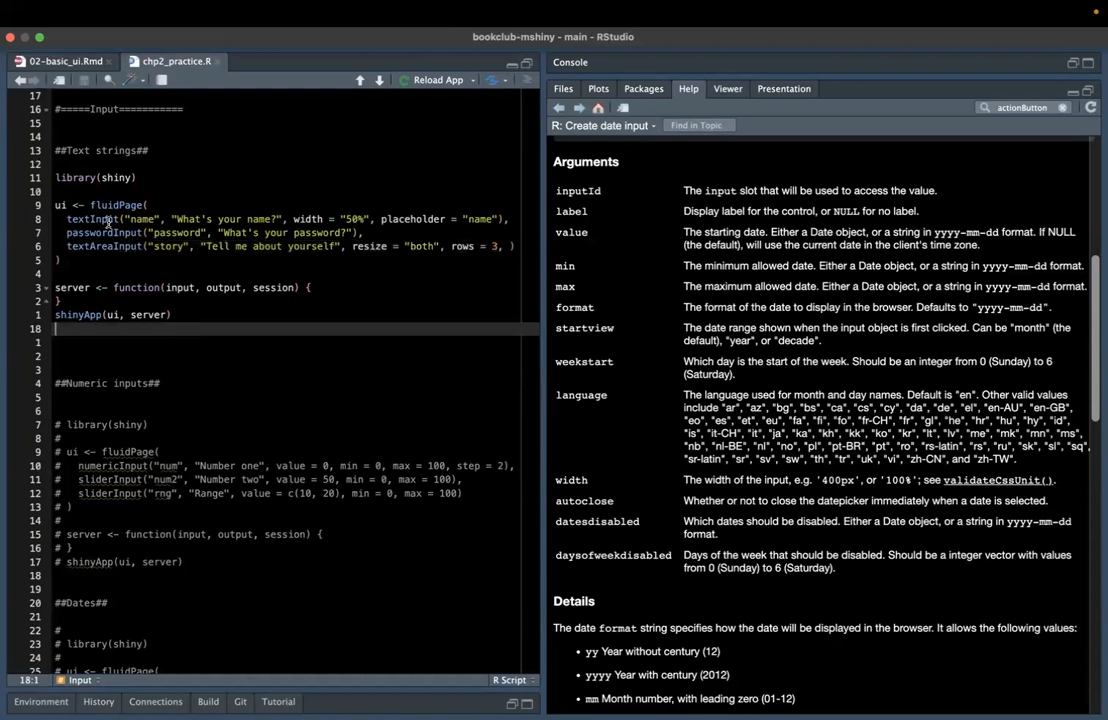 bookclub-mshiny - main - RStudio
02-basic_ui.Rmd
chp2_practice.R
Reload App
17
16 #=====Input===========
15
14
13 ##Text strings##
12
11 library(shiny)
10
9 ui <- fluidPage(
8 textInput("name", "What's your name?", width = "50%", placeholder = "name"),
7 passwordInput("password", "What's your password?"),
6 textAreaInput("story", "Tell me about yourself", resize = "both", rows = 3, )
5 )
4
3 server <- function(input, output, session) {
2 }
1 shinyApp(ui, server)
18
1
2
3
4 ##Numeric inputs##
5
6
7 # library(shiny)
8 #
9 # ui <- fluidPage(
10 # numericInput("num", "Number one", value = 0, min = 0, max = 100, step = 2),
11 # sliderInput("num2", "Number two", value = 50, min = 0, max = 100),
12 # sliderInput("rng", "Range", value = c(10, 20), min = 0, max = 100)
13 # )
14
15 # server <- function(input, output, session) {
16 # }
17 # shinyApp(ui, server)
18
19
20 ##Dates##
21
22 #
23 # library(shiny)
24 #
25 # ui <- fluidPage(
18:1 Input R Script
Environment History Connections Build Git Tutorial
Console
Files Plots Packages Help Viewer Presentation
actionButton
R: Create date input Find in Topic
Arguments
inputId The input slot that will be used to access the value.
label Display label for the control, or NULL for no label.
value The starting date. Either a Date object, or a string in yyyy-mm-dd format. If NULL
(the default), will use the current date in the client's time zone.
min The minimum allowed date. Either a Date object, or a string in yyyy-mm-dd format.
max The maximum allowed date. Either a Date object, or a string in yyyy-mm-dd format.
format The format of the date to display in the browser. Defaults to "yyyy-mm-dd".
startview The date range shown when the input object is first clicked. Can be "month" (the
default), "year", or "decade".
weekstart Which day is the start of the week. Should be an integer from 0 (Sunday) to 6
(Saturday).
language The language used for month and day names. Default is "en". Other valid values
include "ar", "az", "bg", "bs", "ca", "cs", "cy", "da", "de", "el", "en-AU", "en-GB",
"eo", "es", "et", "eu", "fa", "fi", "fo", "fr-CH", "fr", "gl", "he", "hr", "hu", "hy", "id",
"is", "it-CH", "it", "ja", "ka", "kh", "kk", "ko", "kr", "lt", "lv", "me", "mk", "mn", "ms",
"nb", "nl-BE", "nl", "no", "pl", "pt-BR", "pt", "ro", "rs-latin", "rs", "ru", "sk", "sl", "sq",
"sr-latin", "sr", "sv", "sw", "th", "tr", "uk", "vi", "zh-CN", and "zh-TW".
width The width of the input, e.g. '400px', or '100%'; see validateCssUnit().
autoclose Whether or not to close the datepicker immediately when a date is selected.
datesdisabled Which dates should be disabled. Either a Date object, or a string in yyyy-mm-dd
format.
daysofweekdisabled Days of the week that should be disabled. Should be a integer vector with values
from 0 (Sunday) to 6 (Saturday).
Details
The date format string specifies how the date will be displayed in the browser. It allows the following values:
• yy Year without century (12)
• yyyy Year with century (2012)
• mm Month number, with leading zero (01-12)